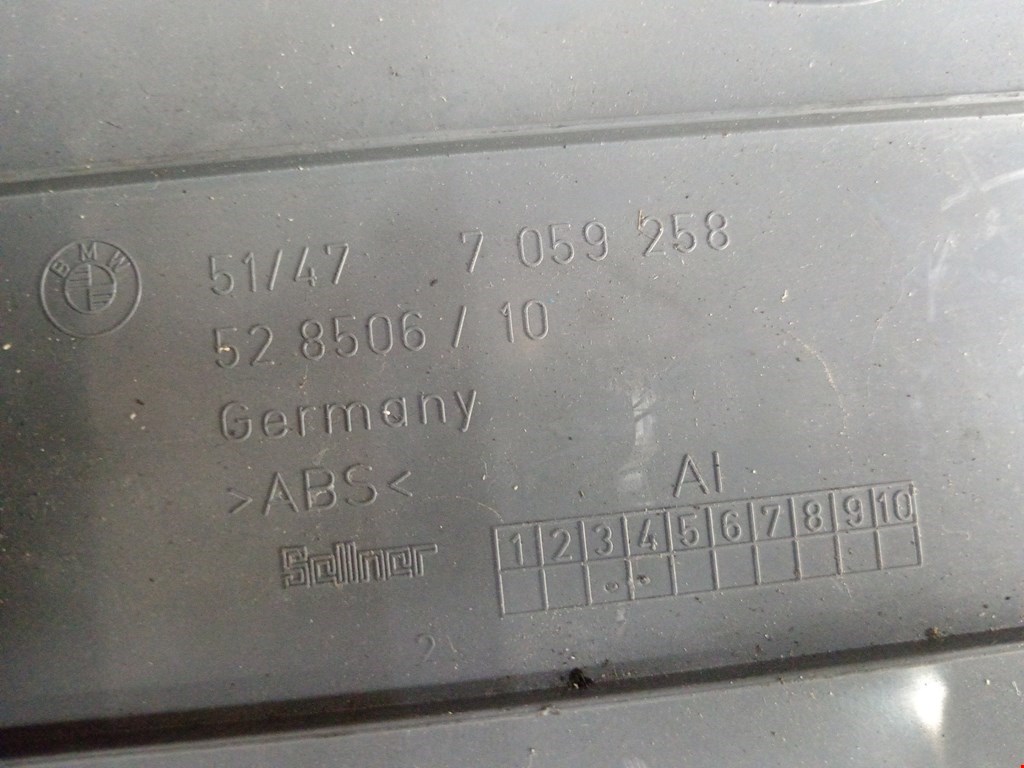 BMW
51/47 7 059 258
52 8506 / 10
Germany
>ABS<
AI
1 2 3 4 5 6 7 8 9 10
Sellner
2